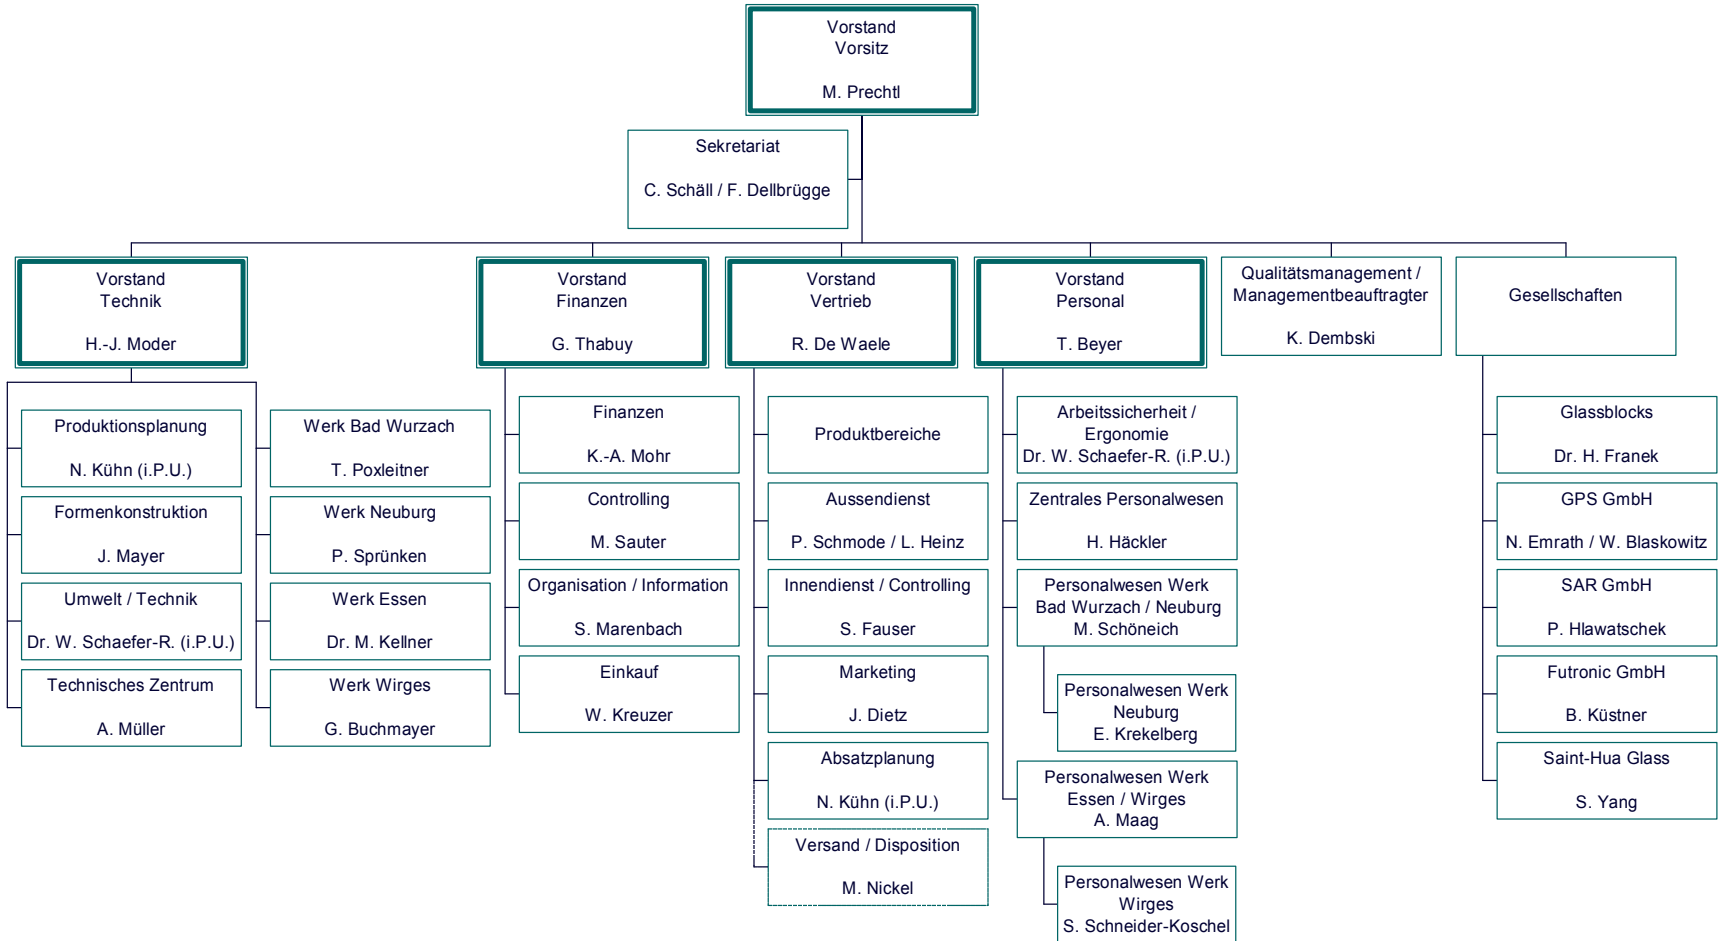 Vorstand
Vorsitz
M. Prechtl
Sekretariat
C. Schäll / F. Dellbrügge
Vorstand
Technik
H.-J. Moder
Vorstand
Finanzen
G. Thabuy
Vorstand
Vertrieb
R. De Waele
Vorstand
Personal
T. Beyer
Qualitätsmanagement /
Managementbeauftragter
K. Dembski
Gesellschaften
Produktionsplanung
N. Kühn (i.P.U.)
Formenkonstruktion
J. Mayer
Umwelt / Technik
Dr. W. Schaefer-R. (i.P.U.)
Technisches Zentrum
A. Müller
Werk Bad Wurzach
T. Poxleitner
Werk Neuburg
P. Sprünken
Werk Essen
Dr. M. Kellner
Werk Wirges
G. Buchmayer
Finanzen
K.-A. Mohr
Controlling
M. Sauter
Organisation / Information
S. Marenbach
Einkauf
W. Kreuzer
Produktbereiche
Aussendienst
P. Schmode / L. Heinz
Innendienst / Controlling
S. Fauser
Marketing
J. Dietz
Absatzplanung
N. Kühn (i.P.U.)
Versand / Disposition
M. Nickel
Arbeitssicherheit /
Ergonomie
Dr. W. Schaefer-R. (i.P.U.)
Zentrales Personalwesen
H. Häckler
Personalwesen Werk
Bad Wurzach / Neuburg
M. Schöneich
Personalwesen Werk
Neuburg
E. Krekelberg
Personalwesen Werk
Essen / Wirges
A. Maag
Personalwesen Werk
Wirges
S. Schneider-Koschel
Glassblocks
Dr. H. Franek
GPS GmbH
N. Emrath / W. Blaskowitz
SAR GmbH
P. Hlawatschek
Futronic GmbH
B. Küstner
Saint-Hua Glass
S. Yang